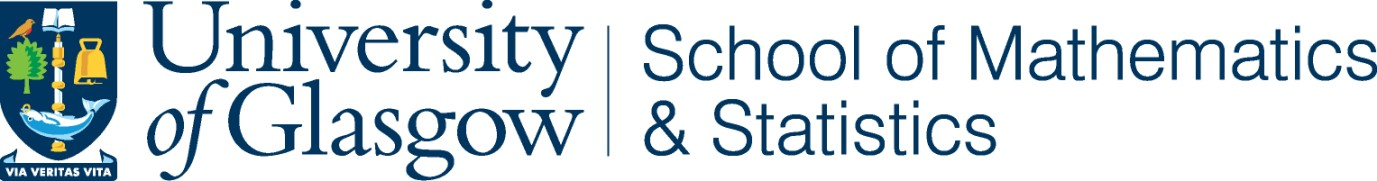 University
of Glasgow
School of Mathematics
& Statistics
VIA VERITAS VITA